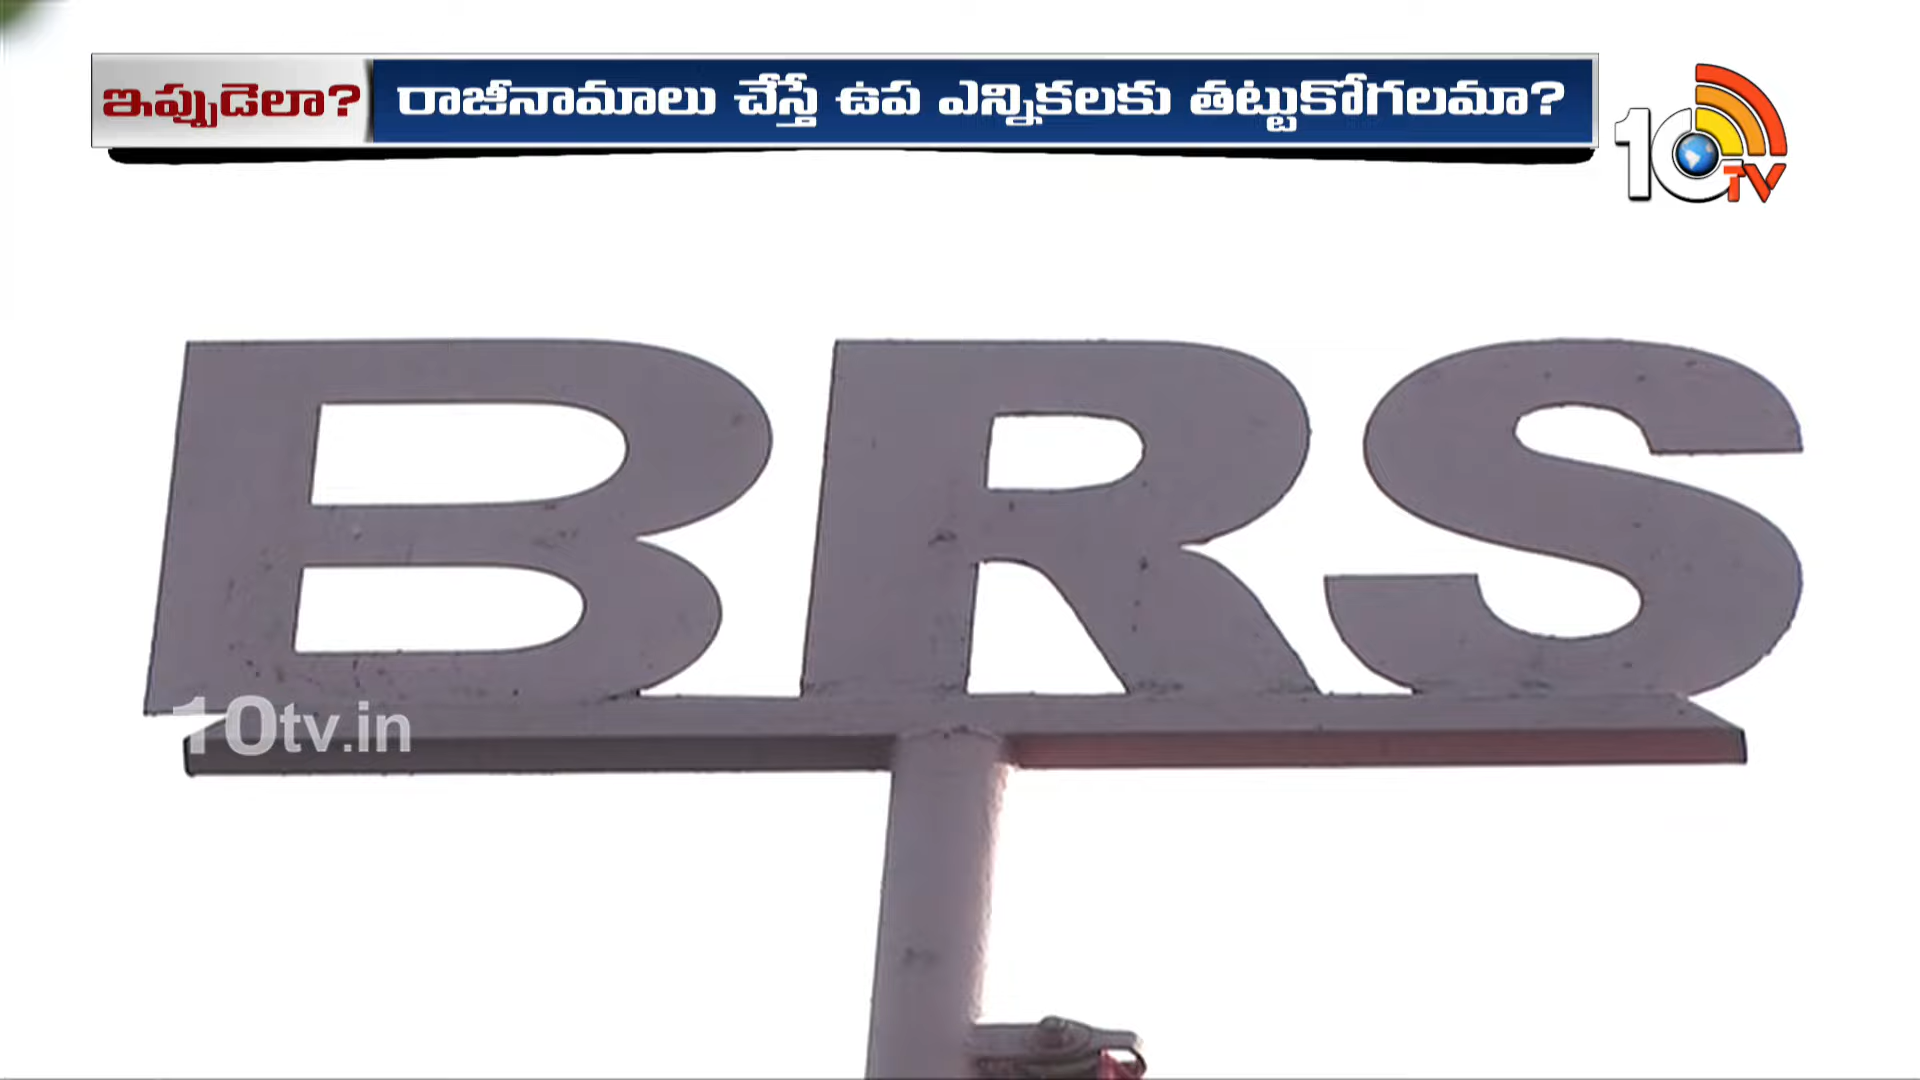 ఇప్పుడెలా? రాజీనామాలు చేస్తే ఉప ఎన్నికలకు తట్టుకోగలమా?
10TV
BRS
10tv.in